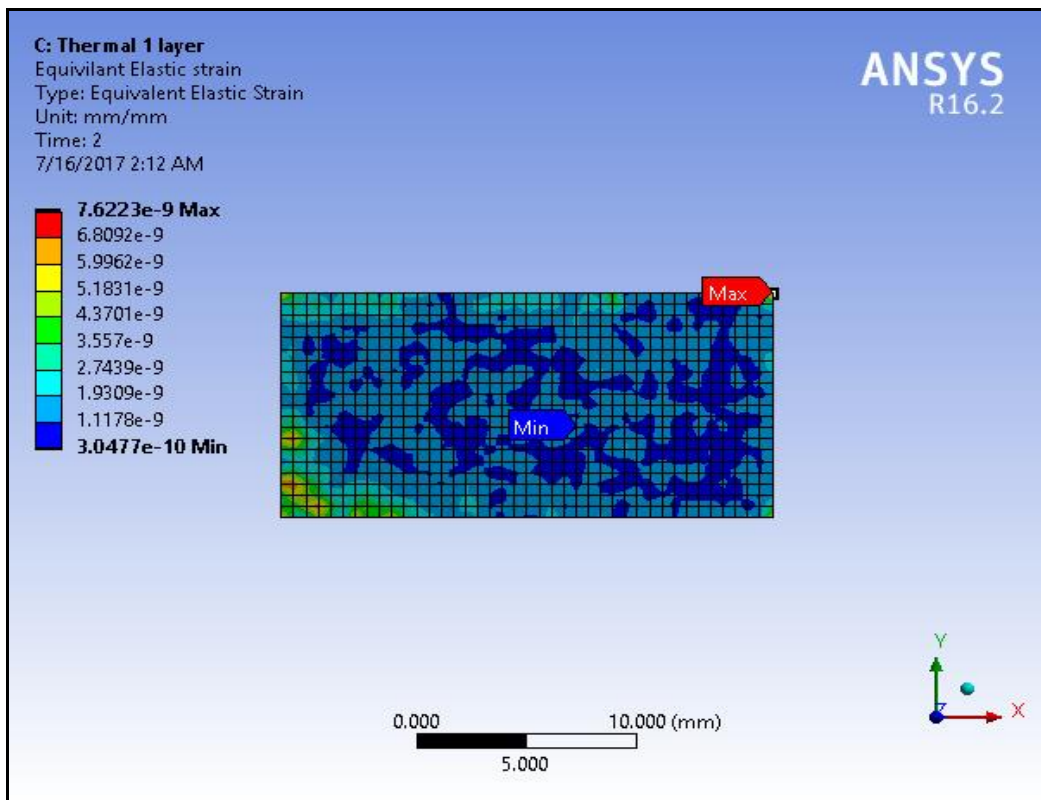 C: Thermal 1 layer
Equivilant Elastic strain
Type: Equivalent Elastic Strain
Unit: mm/mm
Time: 2
7/16/2017 2:12 AM
ANSYS
R16.2
7.6223e-9 Max
6.8092e-9
5.9962e-9
5.1831e-9
4.3701e-9
3.557e-9
2.7439e-9
1.9309e-9
1.1178e-9
3.0477e-10 Min
Max
Min
Y
Z
X
0.000
10.000 (mm)
5.000